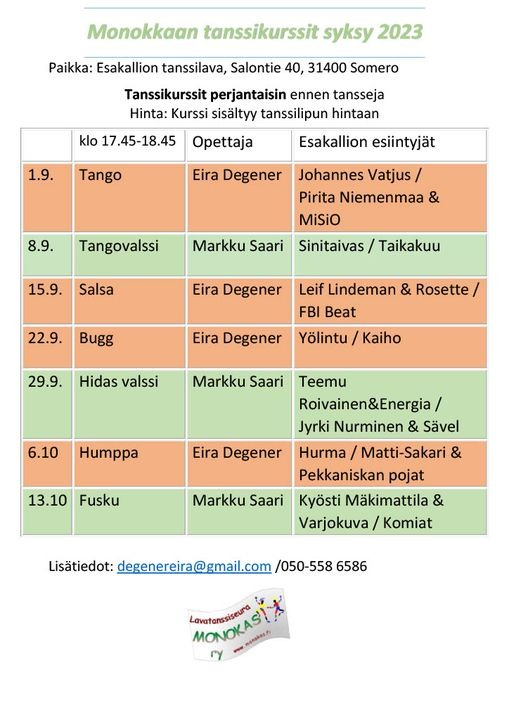 Monokkaan tanssikurssit syksy 2023
Paikka: Esakallion tanssilava, Salontie 40, 31400 Somero
Tanssikurssit perjantaisin ennen tansseja
Hinta: Kurssi sisältyy tanssilipun hintaan
klo 17.45-18.45 Opettaja Esakallion esiintyjät
1.9. Tango Eira Degener Johannes Vatjus /
Pirita Niemenmaa &
MiSiO
8.9. Tangovalssi Markku Saari Sinitaivas / Taikakuu
15.9. Salsa Eira Degener Leif Lindeman & Rosette /
FBI Beat
22.9. Bugg Eira Degener Yölintu / Kaiho
29.9. Hidas valssi Markku Saari Teemu
Roivainen&Energia /
Jyrki Nurminen & Sävel
6.10 Humppa Eira Degener Hurma / Matti-Sakari &
Pekkaniskan pojat
13.10 Fusku Markku Saari Kyösti Mäkimattila &
Varjokuva / Komiat
Lisätiedot: degenereira@gmail.com /050-558 6586
Lavatanssiseura
MONOKAS
ry www.monokas.fi